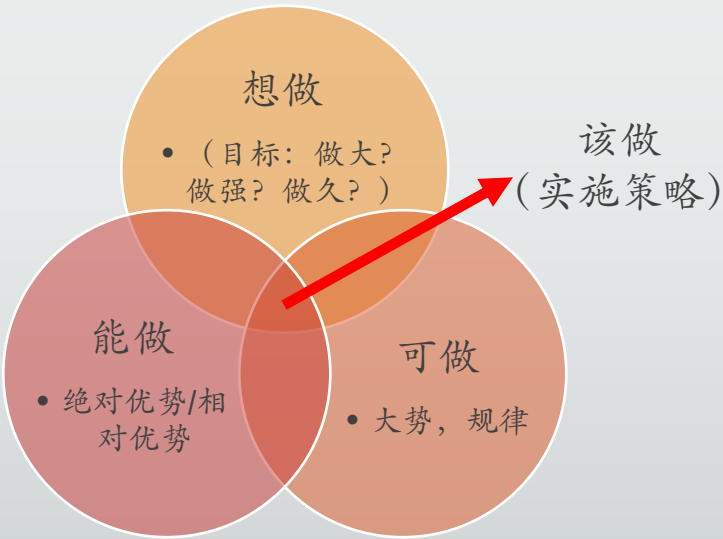 想做
• （目标：做大？
做强？做久？）
该做
（实施策略）
能做
• 绝对优势/相
对优势
可做
• 大势，规律